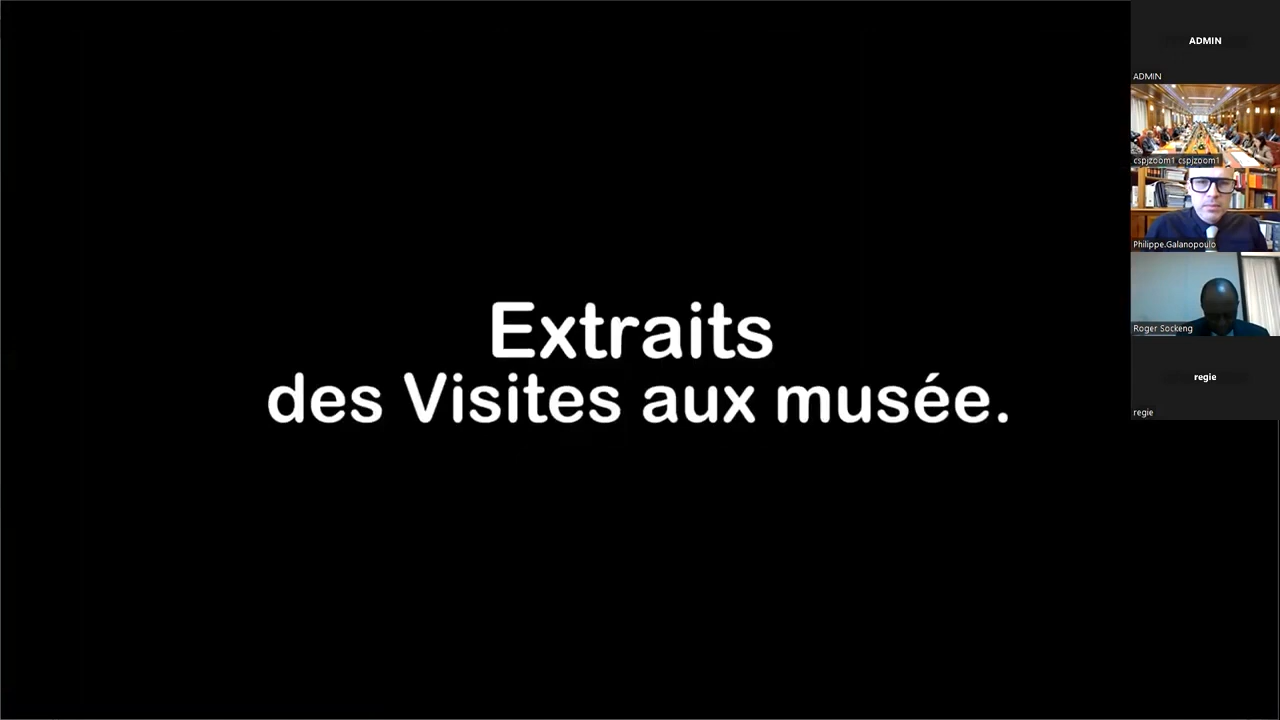 Extraits
des Visites aux musée.
ADMIN
ADMIN
cspjzoom1 cspjzoom1
Philippe.Galanopoulo
Roger Sockeng
regie
regie